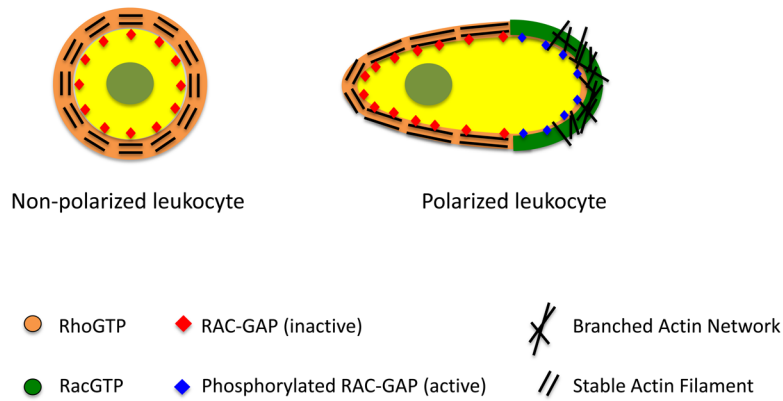 Non-polarized leukocyte
Polarized leukocyte
RhoGTP
RAC-GAP (inactive)
Branched Actin Network
RacGTP
Phosphorylated RAC-GAP (active)
Stable Actin Filament